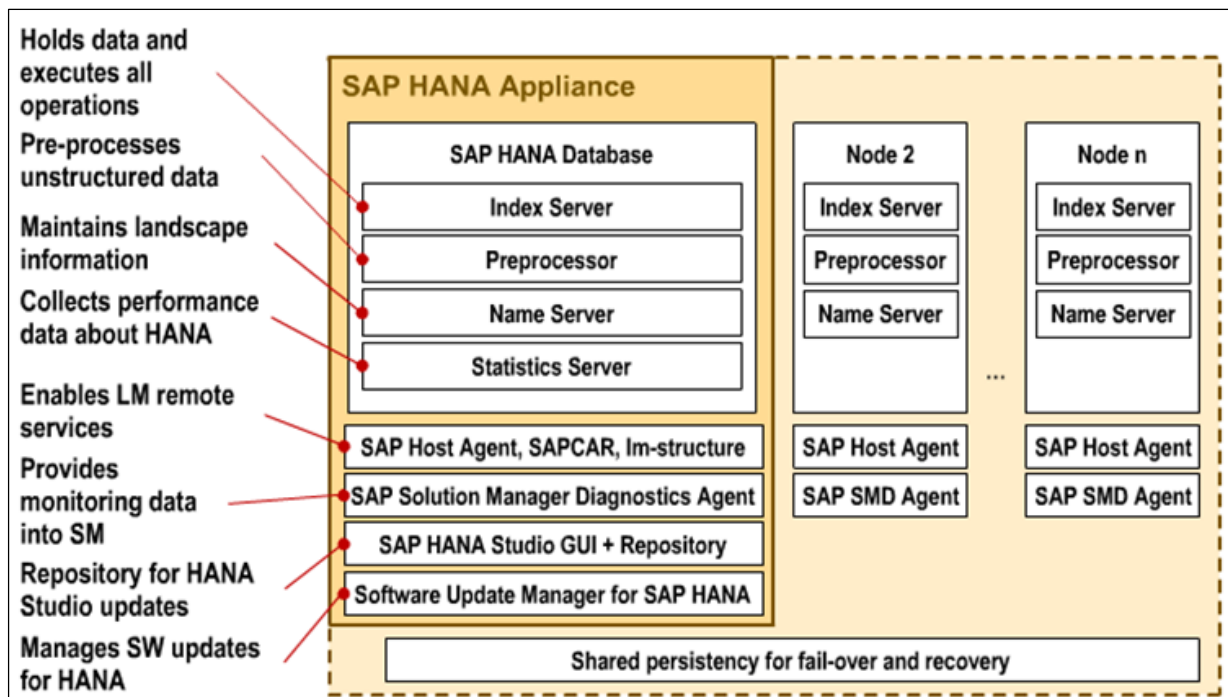 Holds data and
executes all
operations
Pre-processes
unstructured data
Maintains landscape
information
Collects performance
data about HANA
Enables LM remote
services
Provides
monitoring data
into SM
Repository for HANA
Studio updates
Manages SW updates
for HANA
SAP HANA Appliance
SAP HANA Database
Index Server
Preprocessor
Name Server
Statistics Server
SAP Host Agent, SAPCAR, lm-structure
SAP Solution Manager Diagnostics Agent
SAP HANA Studio GUI + Repository
Software Update Manager for SAP HANA
Node 2
Index Server
Preprocessor
Name Server
SAP Host Agent
SAP SMD Agent
...
Node n
Index Server
Preprocessor
Name Server
SAP Host Agent
SAP SMD Agent
Shared persistency for fail-over and recovery